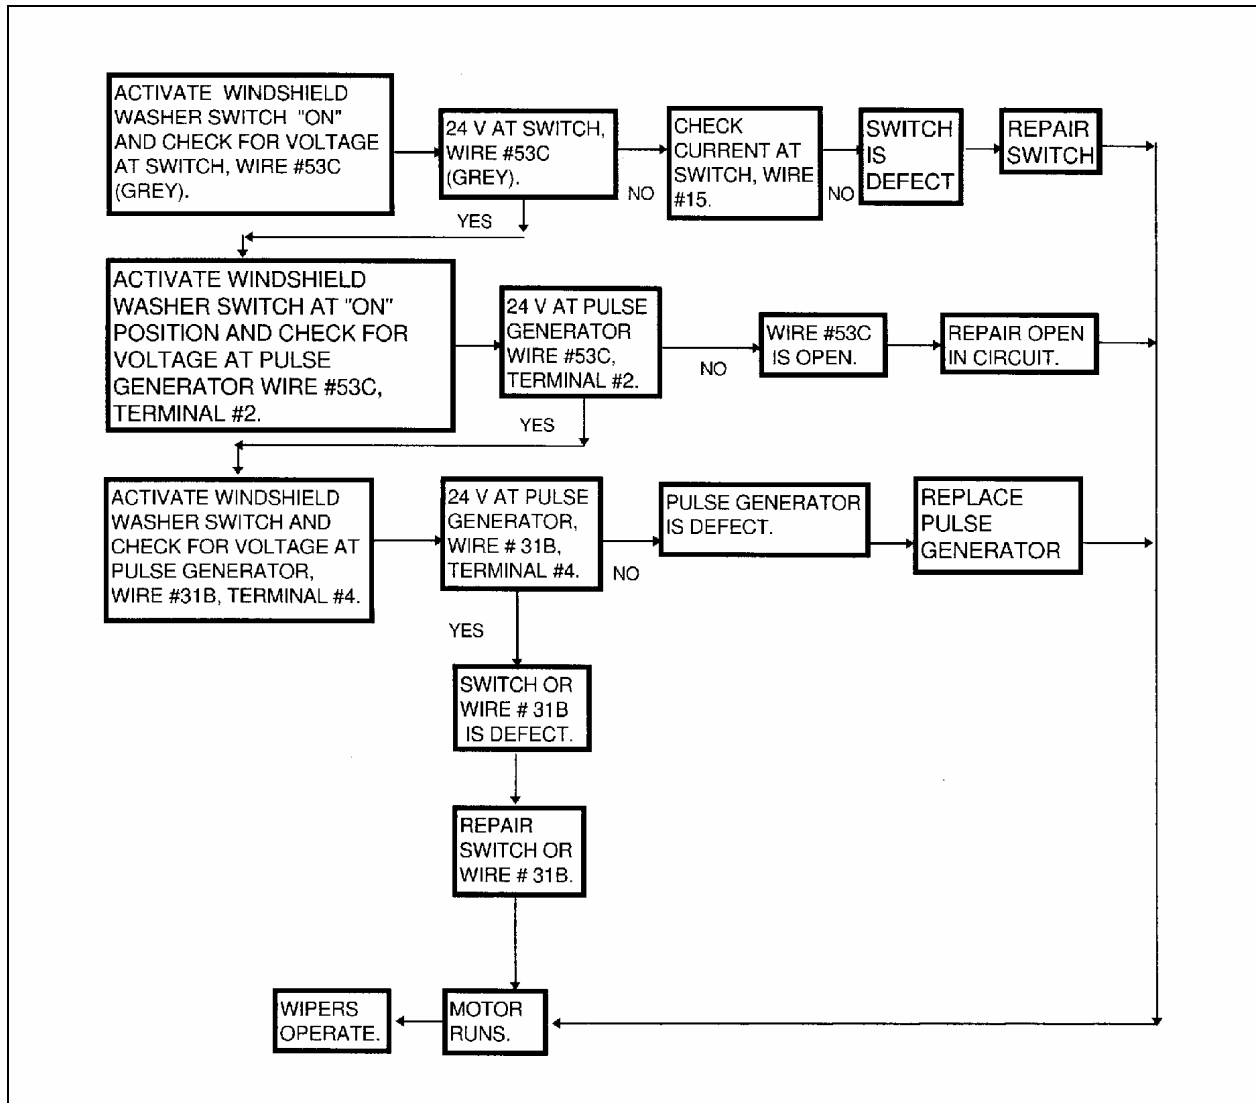 ACTIVATE WINDSHIELD
WASHER SWITCH "ON"
AND CHECK FOR VOLTAGE
AT SWITCH, WIRE #53C
(GREY).
24 V AT SWITCH,
WIRE #53C
(GREY).
NO
CHECK
CURRENT AT
SWITCH, WIRE
#15.
NO
SWITCH
IS
DEFECT
REPAIR
SWITCH
YES
ACTIVATE WINDSHIELD
WASHER SWITCH AT "ON"
POSITION AND CHECK FOR
VOLTAGE AT PULSE
GENERATOR WIRE #53C,
TERMINAL #2.
24 V AT PULSE
GENERATOR
WIRE #53C,
TERMINAL #2.
NO
WIRE #53C
IS OPEN.
REPAIR OPEN
IN CIRCUIT.
YES
ACTIVATE WINDSHIELD
WASHER SWITCH AND
CHECK FOR VOLTAGE AT
PULSE GENERATOR,
WIRE #31B, TERMINAL #4.
24 V AT PULSE
GENERATOR,
WIRE # 31B,
TERMINAL #4.
NO
PULSE GENERATOR
IS DEFECT.
REPLACE
PULSE
GENERATOR
YES
SWITCH OR
WIRE # 31B
IS DEFECT.
REPAIR
SWITCH OR
WIRE # 31B.
WIPERS
OPERATE.
MOTOR
RUNS.